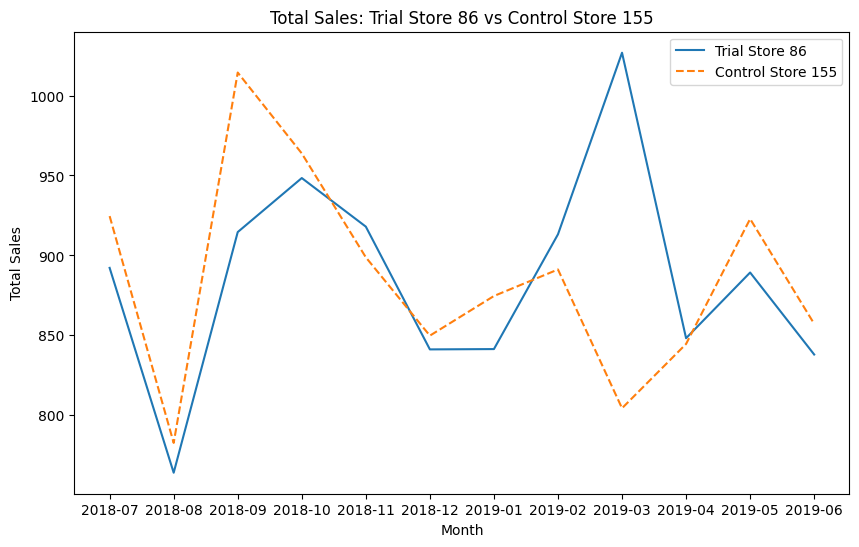 Total Sales: Trial Store 86 vs Control Store 155
Trial Store 86
Control Store 155
Total Sales
1000
950
900
850
800
2018-07 2018-08 2018-09 2018-10 2018-11 2018-12 2019-01 2019-02 2019-03 2019-04 2019-05 2019-06
Month